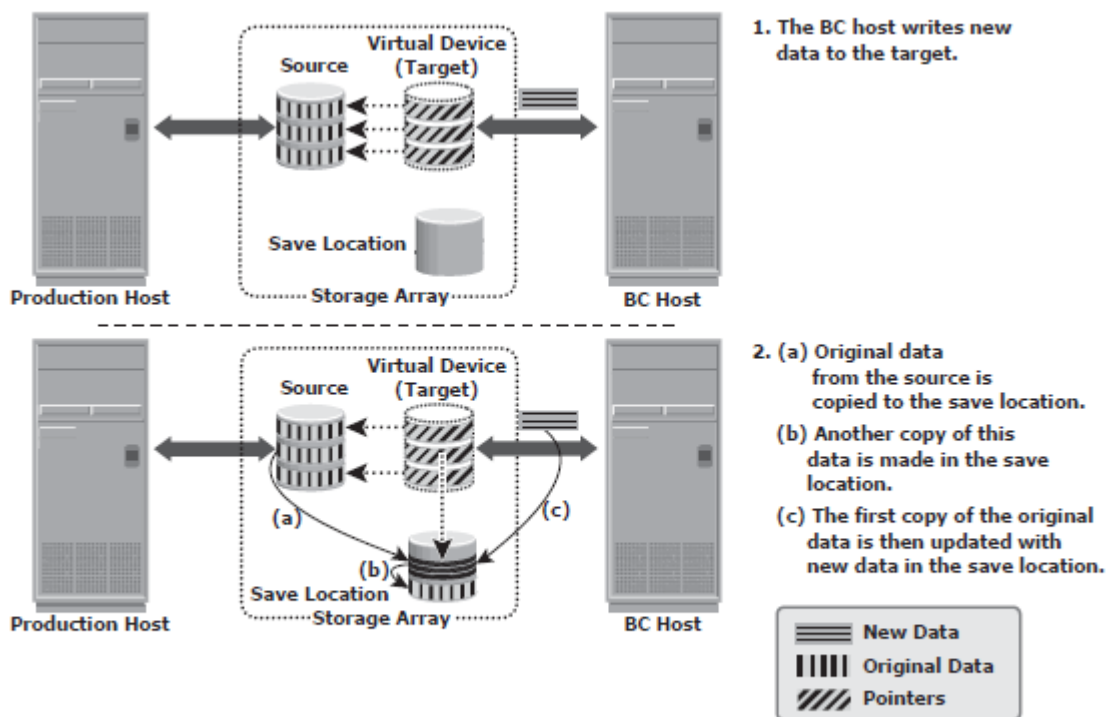 1. The BC host writes new
data to the target.
Virtual Device
(Target)
Source
Save Location
Production Host
Storage Array
BC Host
2. (a) Original data
from the source is
copied to the save location.
(b) Another copy of this
data is made in the save
location.
(c) The first copy of the original
data is then updated with
new data in the save location.
Virtual Device
(Target)
Source
(a)
(c)
(b)
Save Location
Production Host
Storage Array
BC Host
New Data
Original Data
Pointers